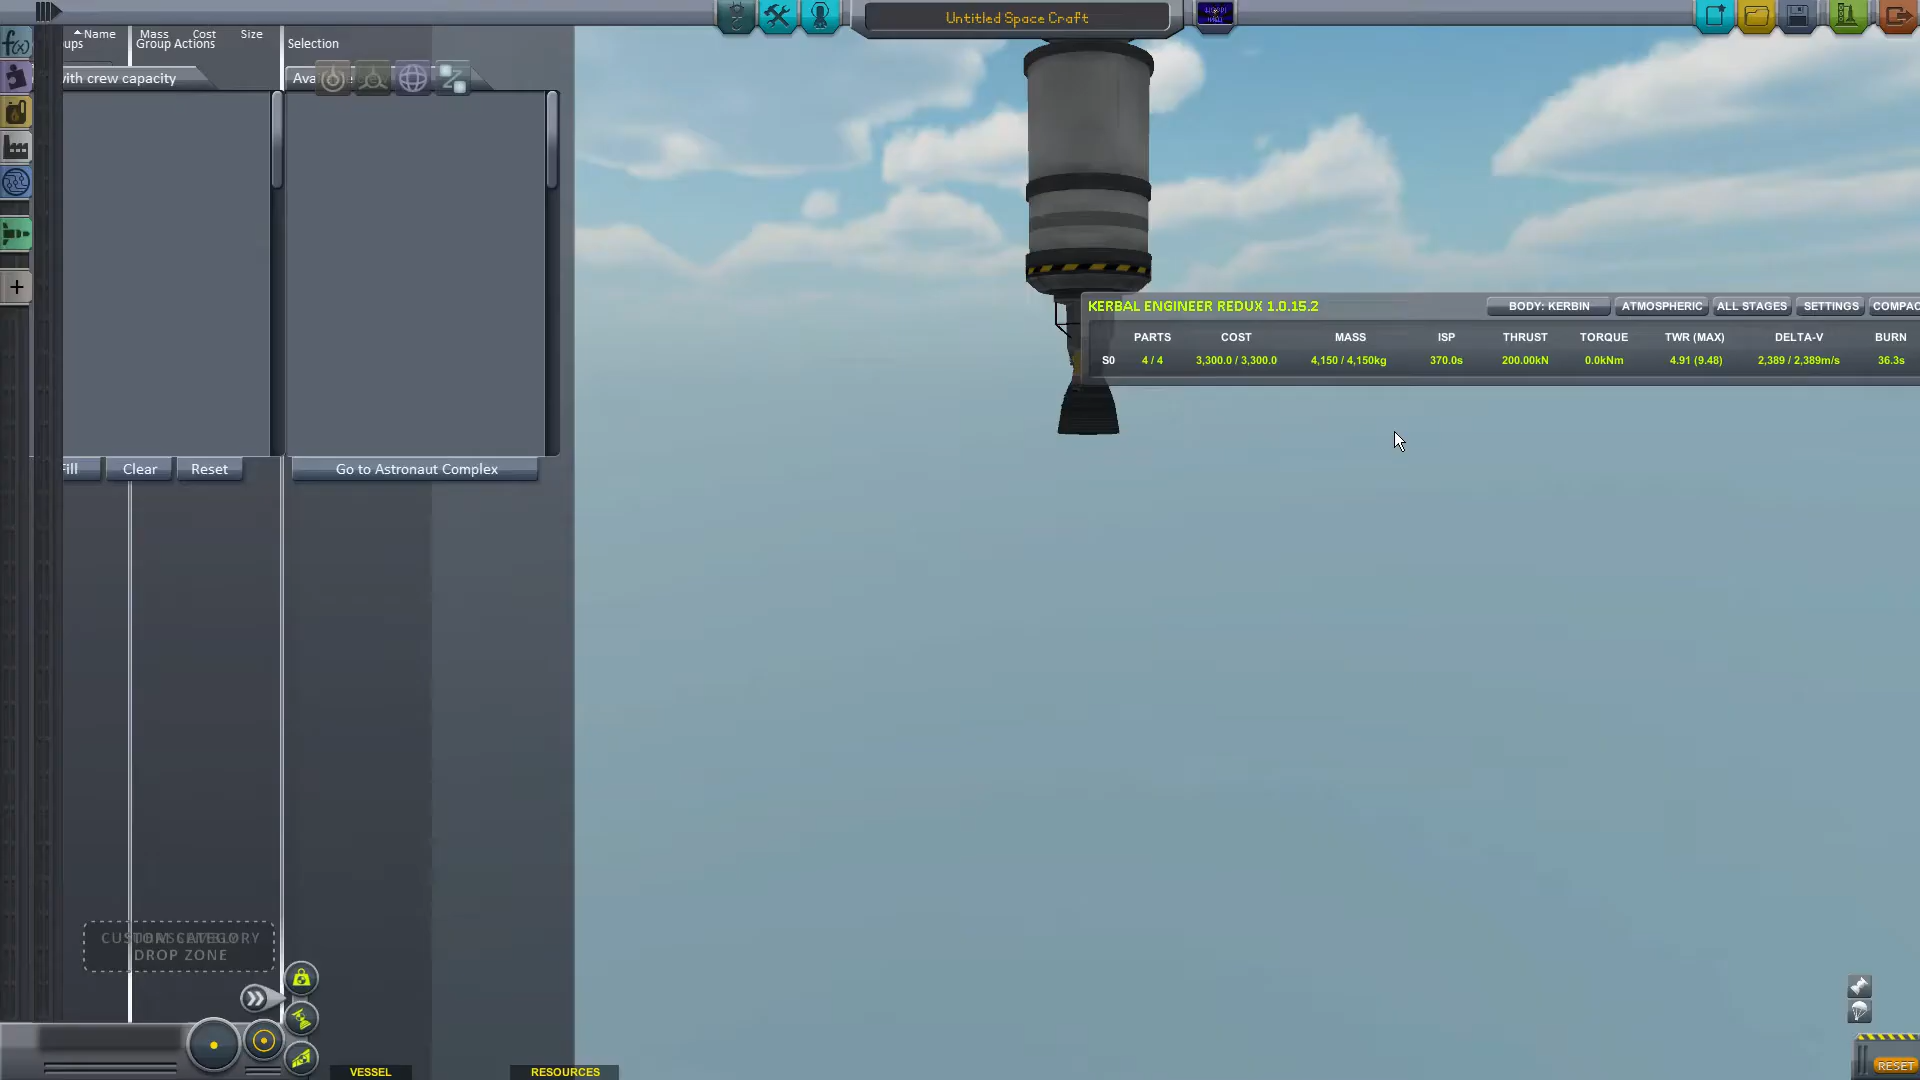 Untitled Space Craft
Name Mass Cost Size
ups Group Actions Selection
vith crew capacity
Ava
Fill Clear Reset
Go to Astronaut Complex
KERBAL ENGINEER REDUX 1.0.15.2 BODY: KERBIN ATMOSPHERIC ALL STAGES SETTINGS COMPAC
PARTS COST MASS ISP THRUST TORQUE TWR (MAX) DELTA-V BURN
S0 4 / 4 3,300.0 / 3,300.0 4,150 / 4,150kg 370.0s 200.00kN 0.0kNm 4.91 (9.48) 2,389 / 2,389m/s 36.3s
CUSTOM CATEGORY
DROP ZONE
VESSEL RESOURCES
RESET